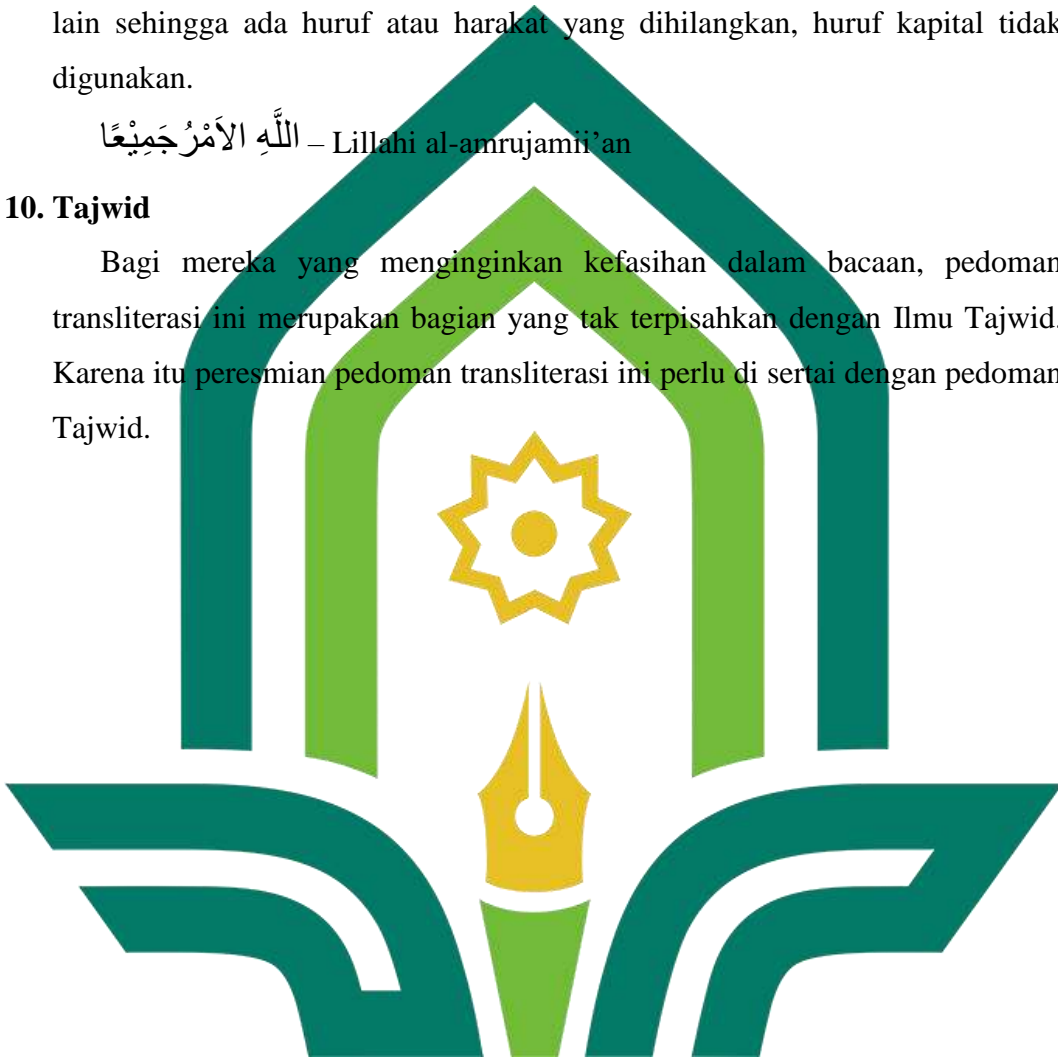 lain sehingga ada huruf atau harakat yang dihilangkan, huruf kapital tidak
digunakan.
اللَّهِ الاَمْرُجَمِيْعًا – Lillahi al-amrujamii’an
10. Tajwid
Bagi mereka yang menginginkan kefasihan dalam bacaan, pedoman
transliterasi ini merupakan bagian yang tak terpisahkan dengan Ilmu Tajwid.
Karena itu peresmian pedoman transliterasi ini perlu di sertai dengan pedoman
Tajwid.